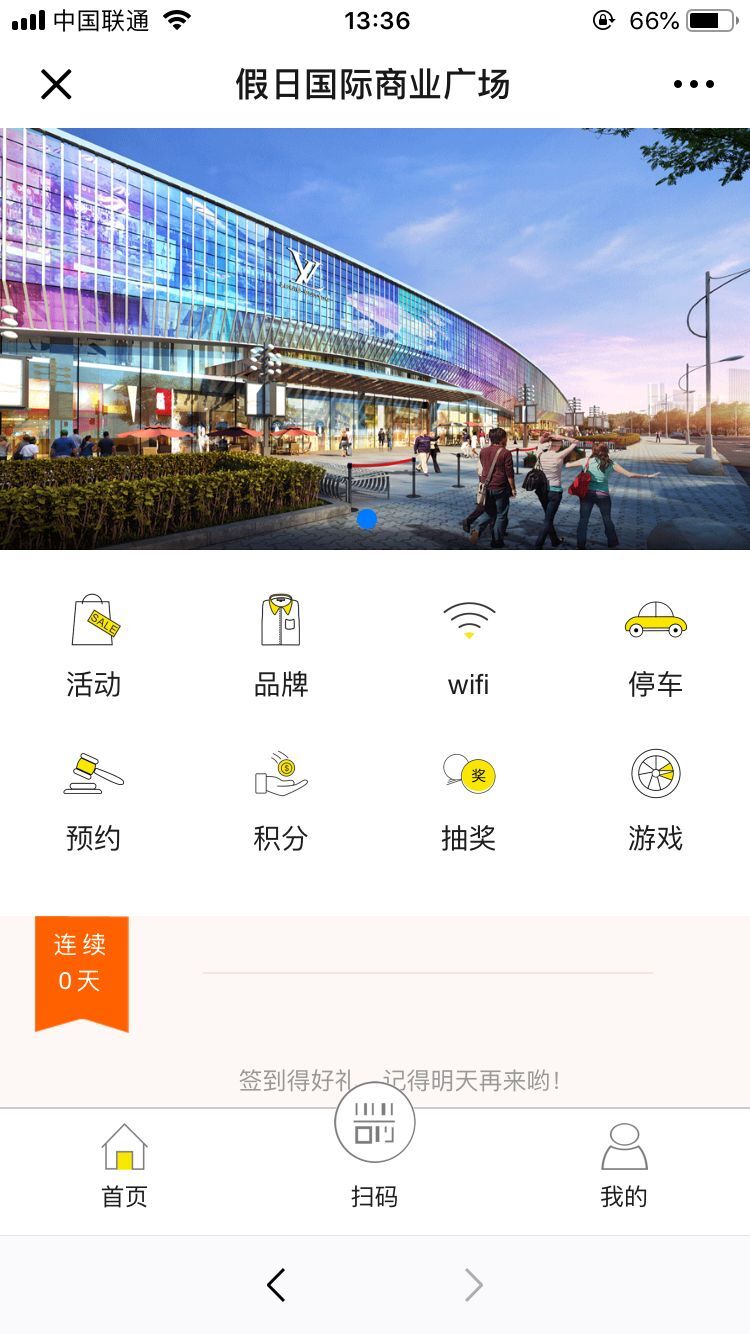 中国联通
13:36
66%
假日国际商业广场
SALE
活动
品牌
wifi
停车
奖
预约
积分
抽奖
游戏
连续
0天
签到得好礼
记得明天再来哟!
首页
扫码
我的